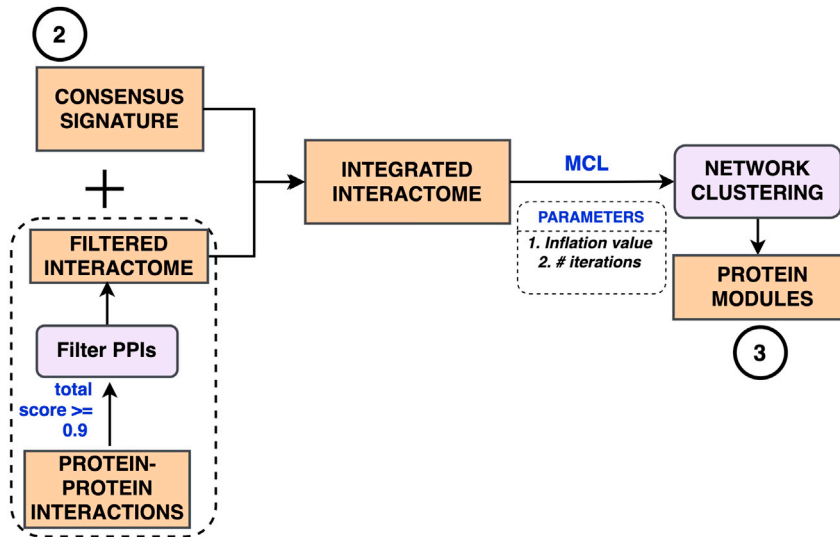 2
CONSENSUS
SIGNATURE
+
FILTERED
INTERACTOME
Filter PPIs
total
score >=
0.9
PROTEIN-
PROTEIN
INTERACTIONS
INTEGRATED
INTERACTOME
MCL
PARAMETERS
1. Inflation value
2. # iterations
NETWORK
CLUSTERING
PROTEIN
MODULES
3